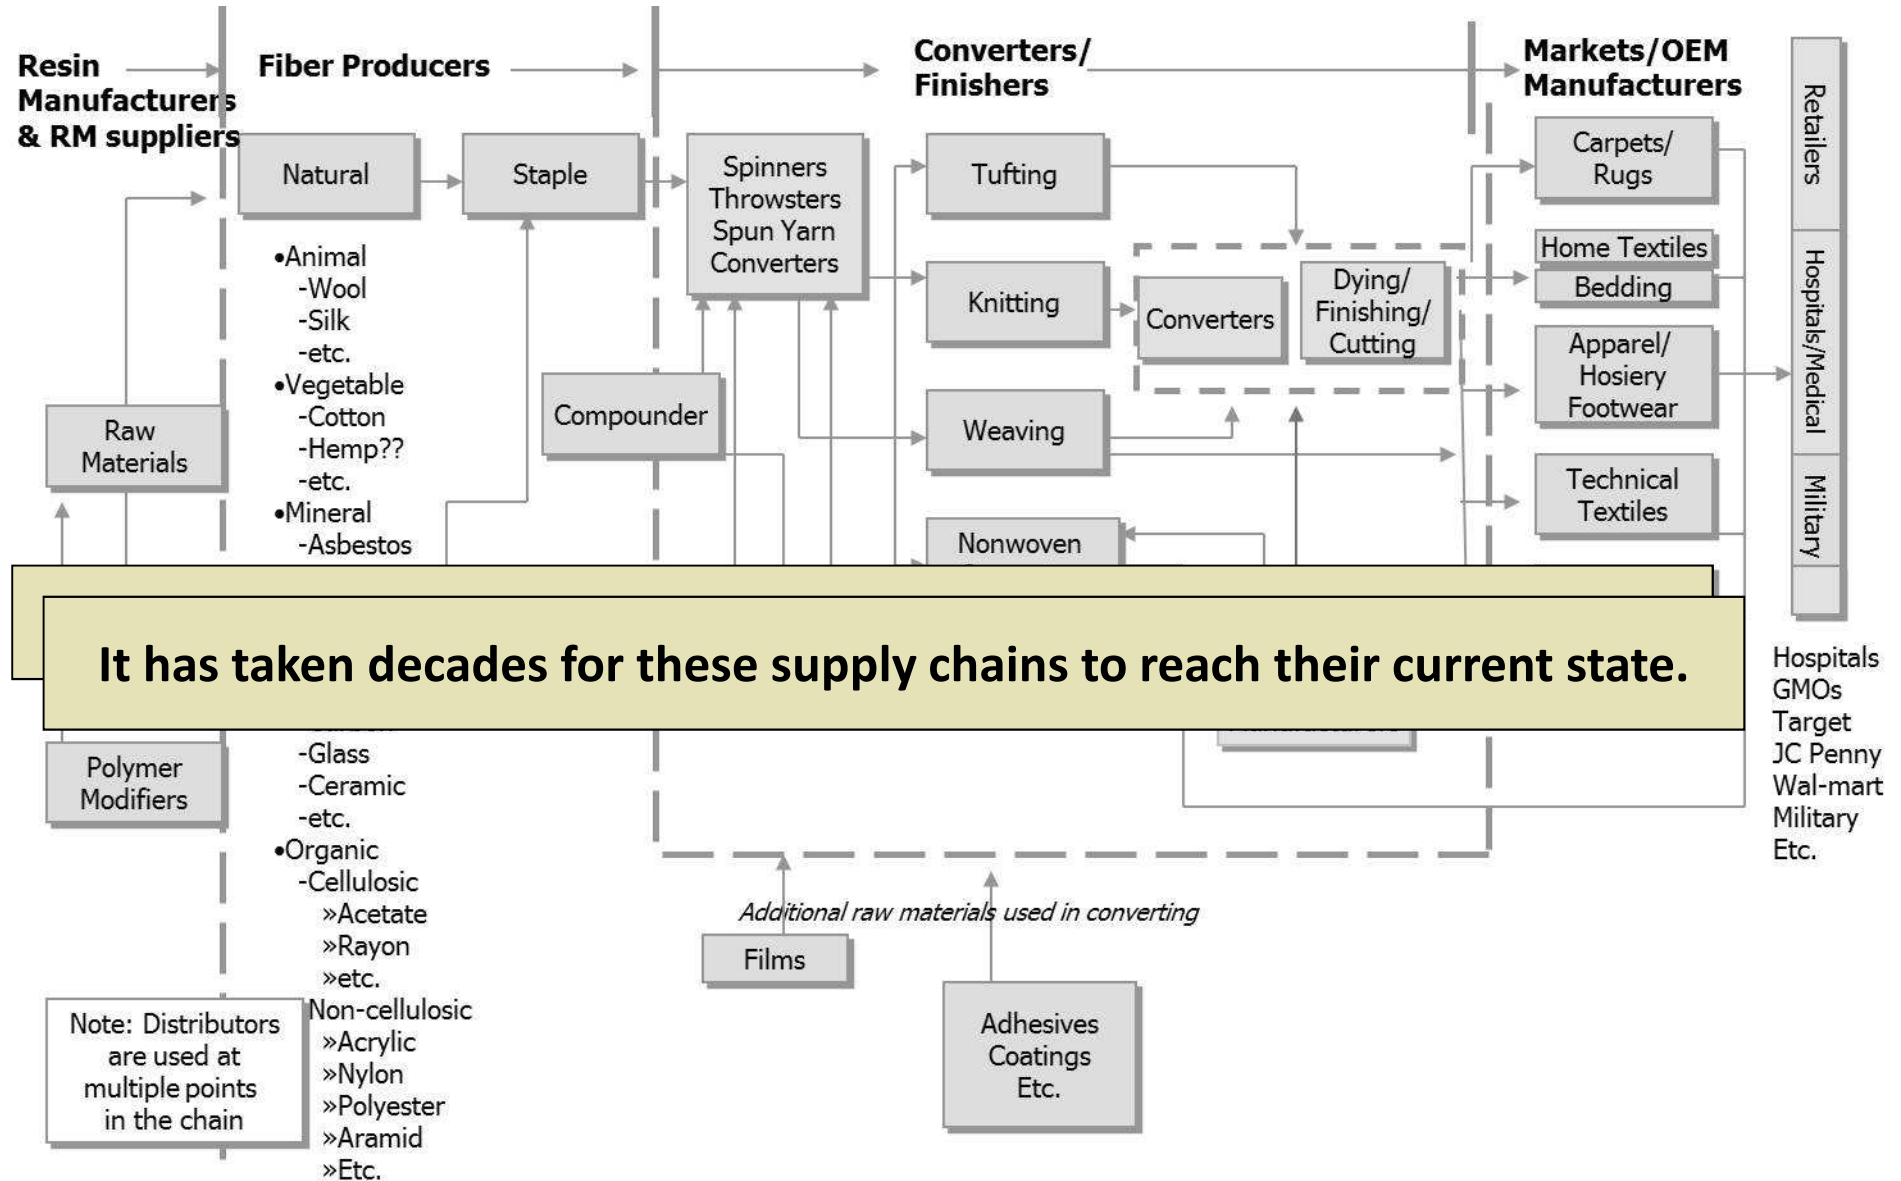 Resin
Manufacturers
& RM suppliers
Fiber Producers
Converters/
Finishers
Markets/OEM
Manufacturers
Natural
Staple
Spinners
Throwsters
Spun Yarn
Converters
Tufting
Knitting
Weaving
Nonwoven
Converters
Dying/
Finishing/
Cutting
Carpets/
Rugs
Home Textiles
Bedding
Apparel/
Hosiery
Footwear
Technical
Textiles
Retailers
Hospitals/Medical
Military
•Animal
-Wool
-Silk
-etc.
•Vegetable
-Cotton
-Hemp??
-etc.
•Mineral
-Asbestos
Compounder
Raw
Materials
It has taken decades for these supply chains to reach their current state.
Polymer
Modifiers
-Glass
-Ceramic
-etc.
•Organic
-Cellulosic
»Acetate
»Rayon
»etc.
Non-cellulosic
»Acrylic
»Nylon
»Polyester
»Aramid
»Etc.
Hospitals
GMOs
Target
JC Penny
Wal-mart
Military
Etc.
Additional raw materials used in converting
Films
Adhesives
Coatings
Etc.
Note: Distributors
are used at
multiple points
in the chain